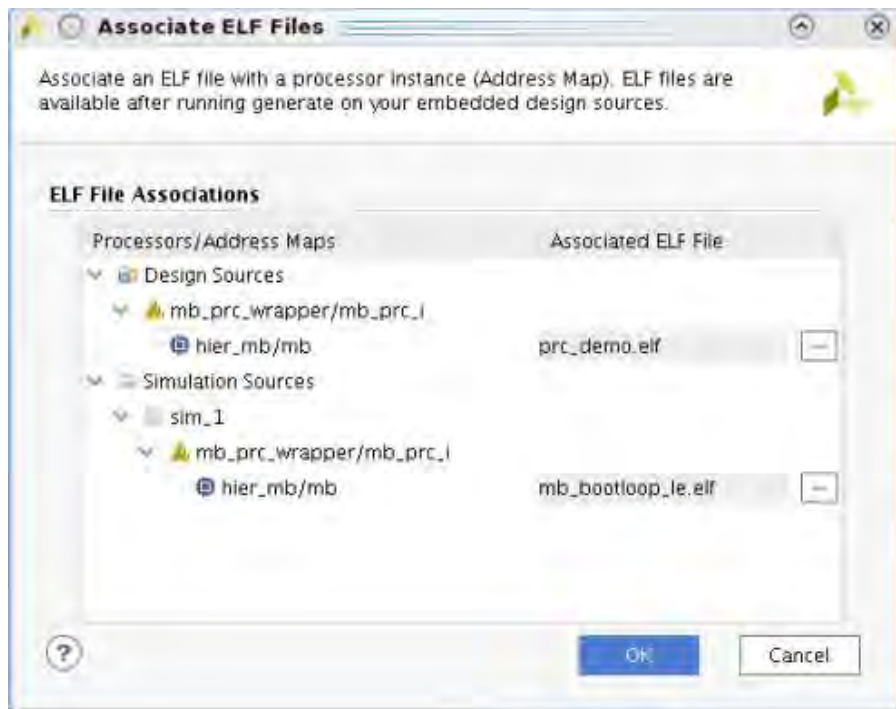 Associate ELF Files
Associate an ELF file with a processor instance (Address Map). ELF files are
available after running generate on your embedded design sources.
ELF File Associations
Processors/Address Maps Associated ELF File
Design Sources
mb_prc_wrapper/mb_prc_i
hier_mb/mb prc_demo.elf ...
Simulation Sources
sim_1
mb_prc_wrapper/mb_prc_i
hier_mb/mb mb_bootloop_le.elf ...
? OK Cancel